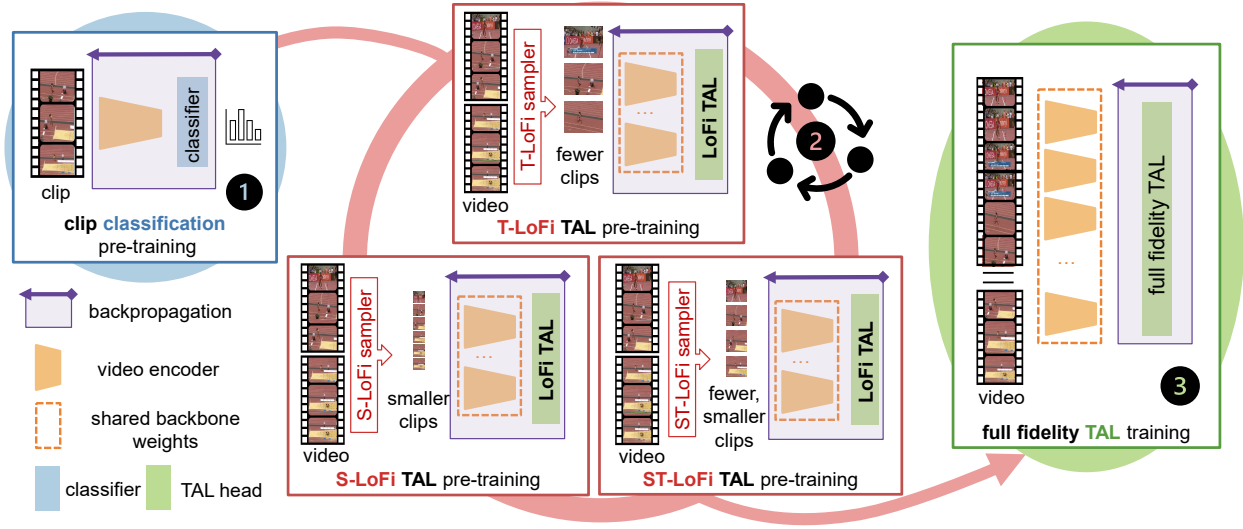 clip
classifier
1
clip classification
pre-training
backpropagation
video encoder
shared backbone
weights
classifier
TAL head
video
T-LoFi sampler
fewer
clips
LoFi TAL
T-LoFi TAL pre-training
2
video
S-LoFi sampler
smaller
clips
LoFi TAL
S-LoFi TAL pre-training
video
ST-LoFi sampler
fewer,
smaller
clips
LoFi TAL
ST-LoFi TAL pre-training
video
...
full fidelity TAL
3
full fidelity TAL training